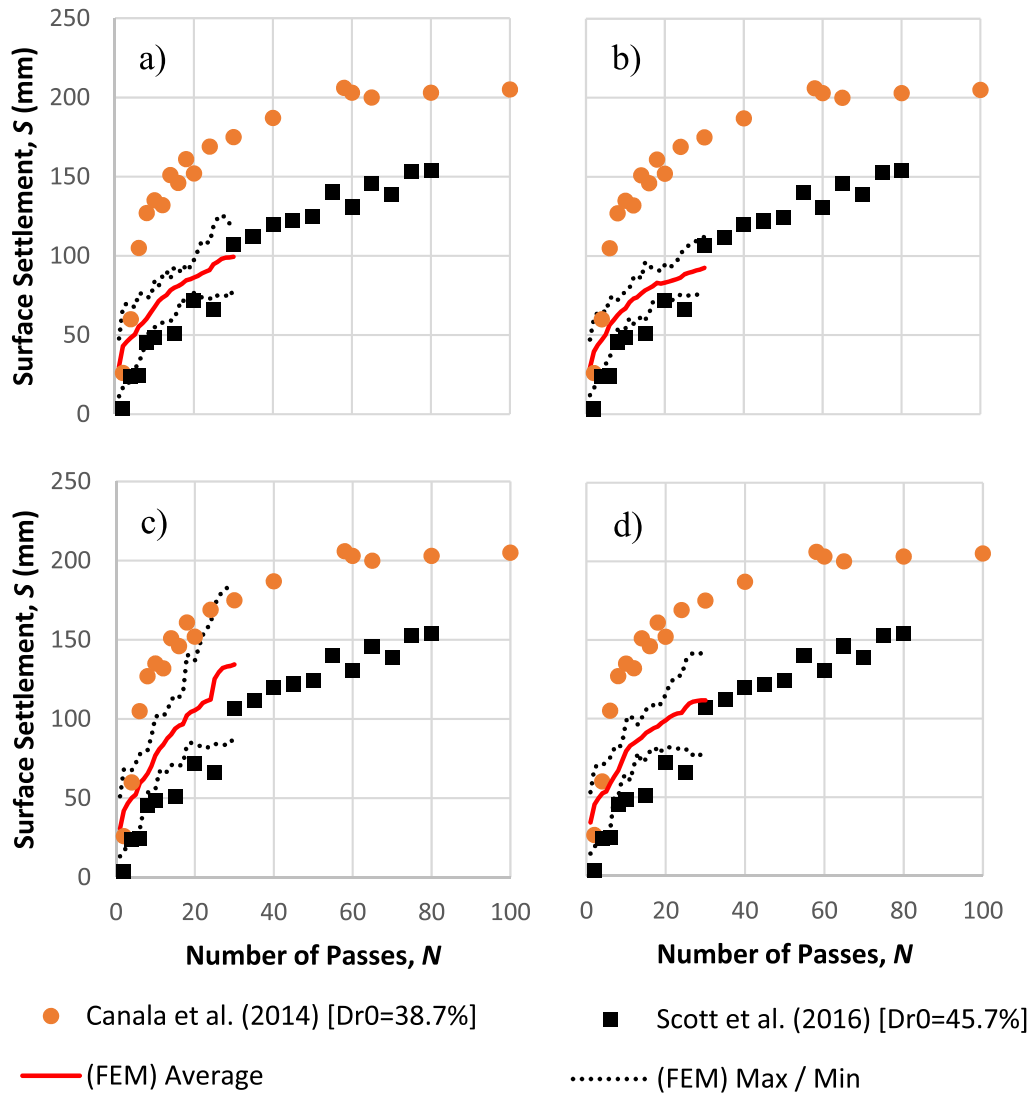 250
200
150
100
50
0
Surface Settlement, S (mm)
a)
b)
250
200
150
100
50
0
Surface Settlement, S (mm)
c)
d)
0 20 40 60 80 100
0 20 40 60 80 100
Number of Passes, N
Number of Passes, N
Canala et al. (2014) [Dr0=38.7%]
Scott et al. (2016) [Dr0=45.7%]
(FEM) Average
(FEM) Max / Min